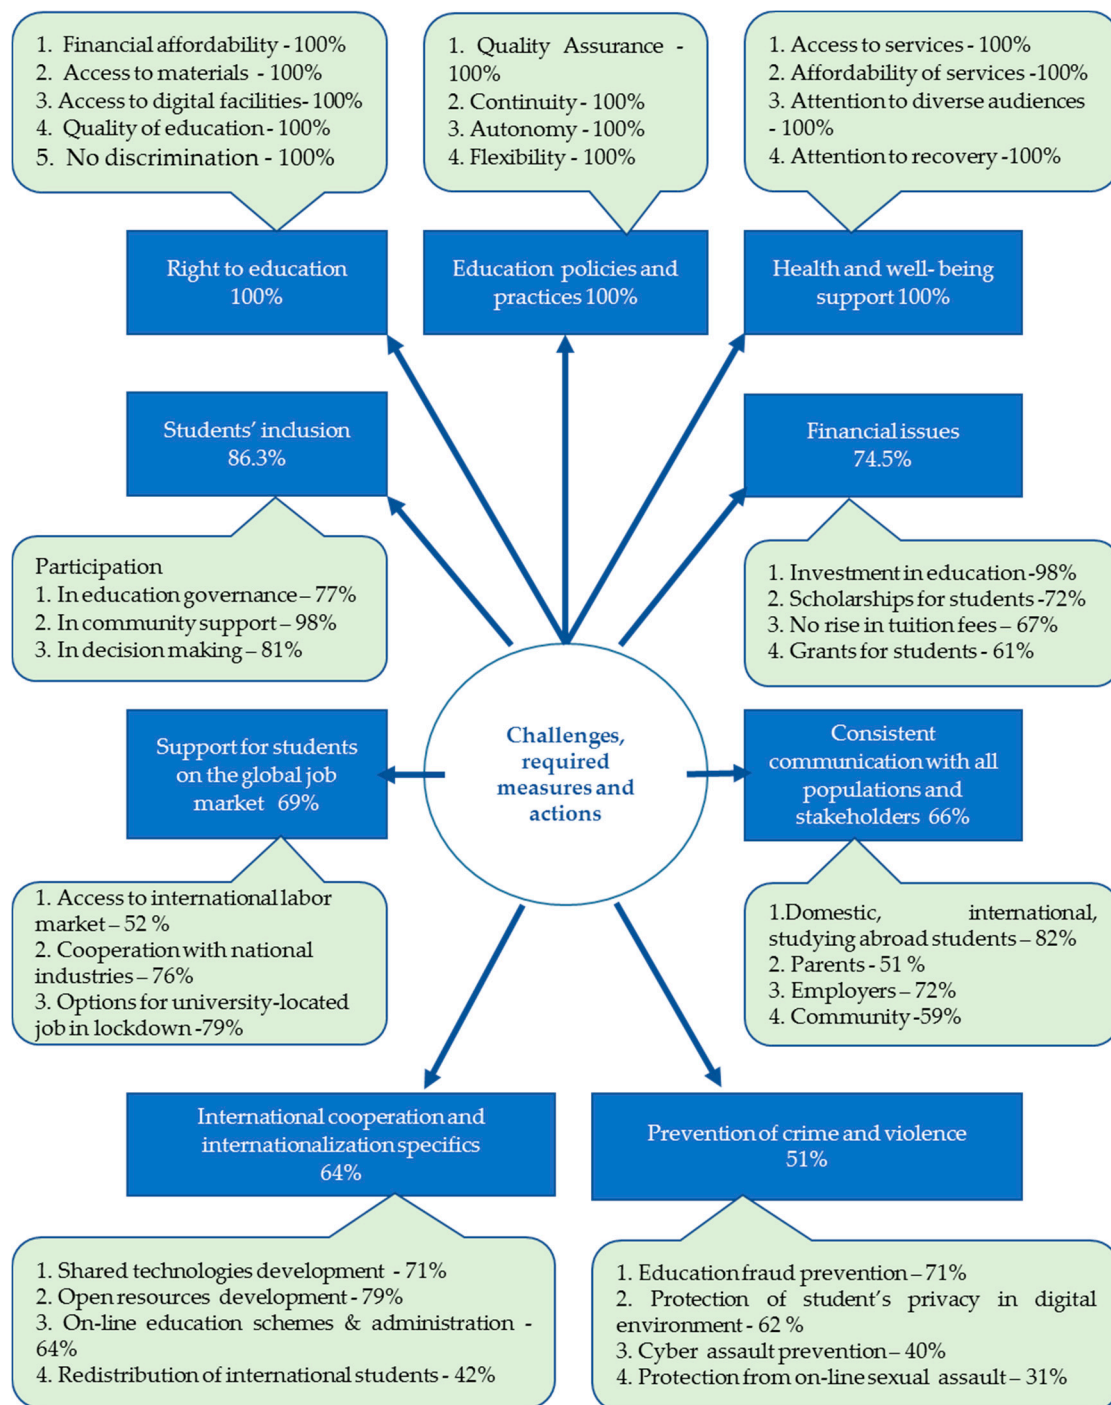 1. Financial affordability - 100%
2. Access to materials - 100%
3. Access to digital facilities- 100%
4. Quality of education - 100%
5. No discrimination - 100%
1. Quality Assurance -
100%
2. Continuity - 100%
3. Autonomy - 100%
4. Flexibility - 100%
1. Access to services - 100%
2. Affordability of services -100%
3. Attention to diverse audiences
- 100%
4. Attention to recovery -100%
Right to education
100%
Education policies and
practices 100%
Health and well- being
support 100%
Students’ inclusion
86.3%
Financial issues
74.5%
Participation
1. In education governance – 77%
2. In community support – 98%
3. In decision making – 81%
1. Investment in education -98%
2. Scholarships for students -72%
3. No rise in tuition fees – 67%
4. Grants for students - 61%
Challenges,
required
measures and
actions
Support for students
on the global job
market 69%
Consistent
communication with all
populations and
stakeholders 66%
1. Access to international labor
market – 52 %
2. Cooperation with national
industries – 76%
3. Options for university-located
job in lockdown -79%
1.Domestic, international,
studying abroad students – 82%
2. Parents - 51 %
3. Employers – 72%
4. Community -59%
International cooperation and
internationalization specifics
64%
Prevention of crime and violence
51%
1. Shared technologies development - 71%
2. Open resources development - 79%
3. On-line education schemes & administration -
64%
4. Redistribution of international students - 42%
1. Education fraud prevention – 71%
2. Protection of student’s privacy in digital
environment - 62 %
3. Cyber assault prevention – 40%
4. Protection from on-line sexual assault – 31%